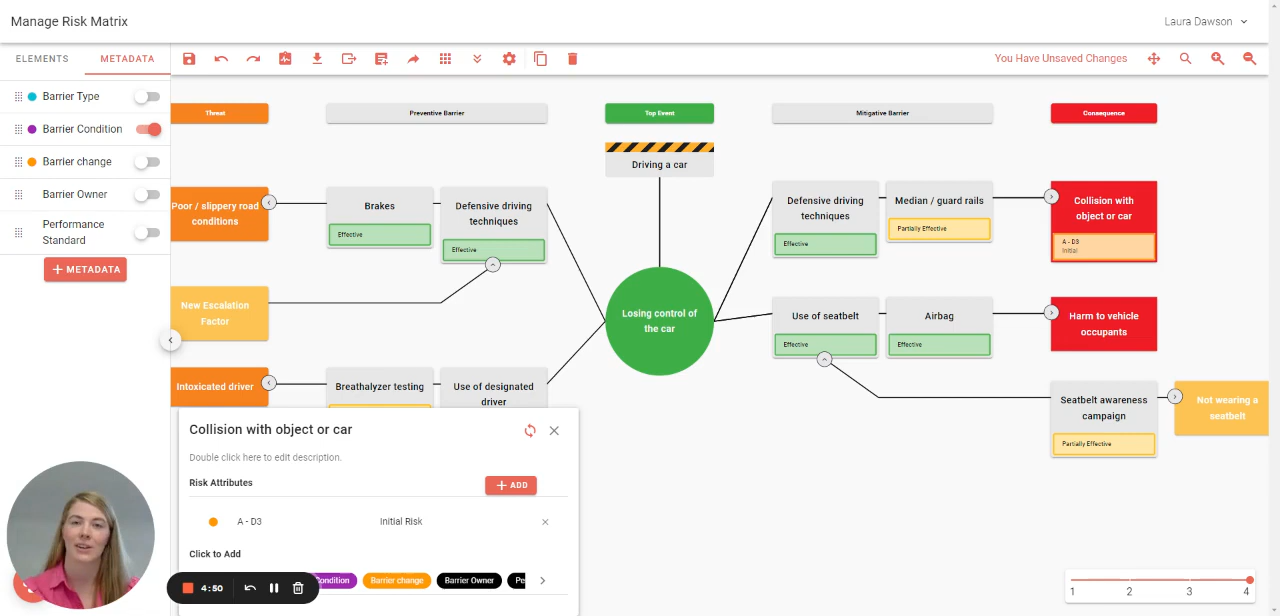 Manage Risk Matrix
Laura Dawson
ELEMENTS
METADATA
You Have Unsaved Changes
Barrier Type
Barrier Condition
Barrier change
Barrier Owner
Performance
Standard
+ METADATA
Threat
Preventive Barrier
Top Event
Mitigative Barrier
Consequence
Driving a car
Poor / slippery road
conditions
Brakes
Effective
Defensive driving
techniques
Effective
Defensive driving
techniques
Effective
Median / guard rails
Partially Effective
Collision with
object or car
A - D3
Initial
New Escalation
Factor
Losing control of
the car
Use of seatbelt
Effective
Airbag
Effective
Harm to vehicle
occupants
Intoxicated driver
Breathalyzer testing
Use of designated
driver
Seatbelt awareness
campaign
Partially Effective
Not wearing a
seatbelt
Collision with object or car
Double click here to edit description.
Risk Attributes
+ ADD
A - D3
Initial Risk
Click to Add
Condition
Barrier change
Barrier Owner
Pe
4:50
1
2
3
4